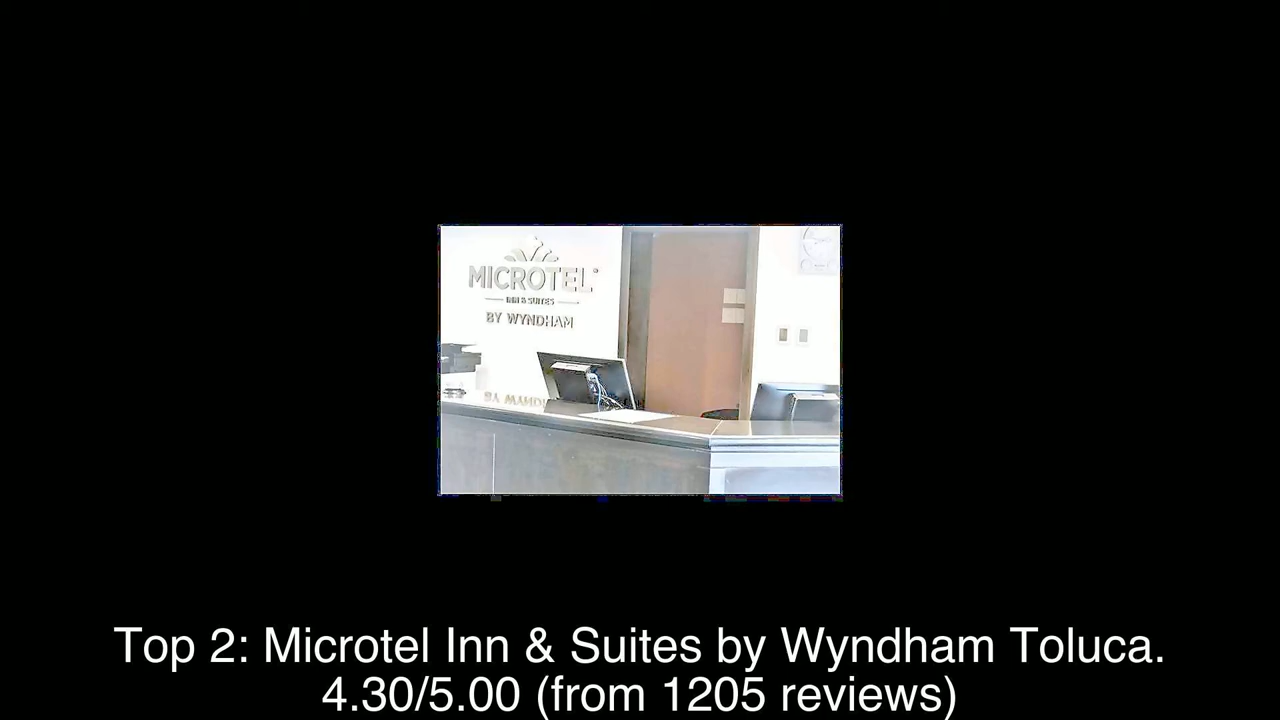 MICROTEL
INN & SUITES
BY WYNDHAM
Top 2: Microtel Inn & Suites by Wyndham Toluca.
4.30/5.00 (from 1205 reviews)